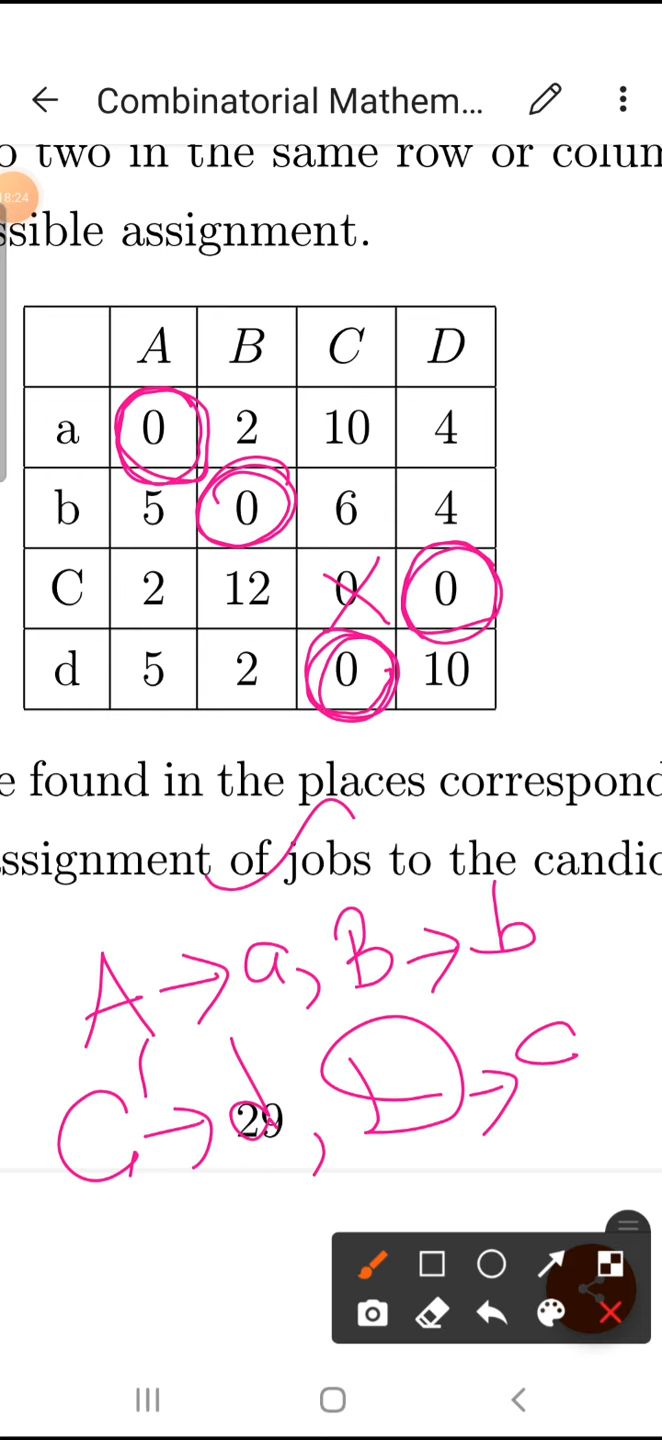 ← Combinatorial Mathem...
two in the same row or colum
18:24
ssible assignment.
A B C D
a 0 2 10 4
b 5 0 6 4
C 2 12 0 0
d 5 2 0 10
e found in the places correspond
ssignment of jobs to the candid
A → a, B → b
C → d, D → c
29